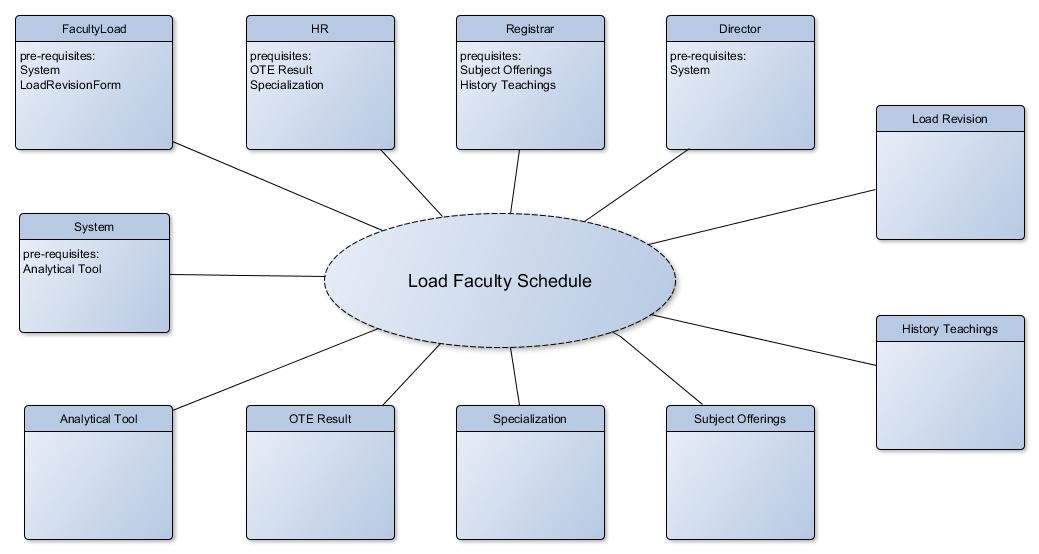 FacultyLoad
pre-requisites:
System
LoadRevisionForm
HR
prequisites:
OTE Result
Specialization
Registrar
prequisites:
Subject Offerings
History Teachings
Director
pre-requisites:
System
Load Revision
System
pre-requisites:
Analytical Tool
Load Faculty Schedule
History Teachings
Analytical Tool
OTE Result
Specialization
Subject Offerings